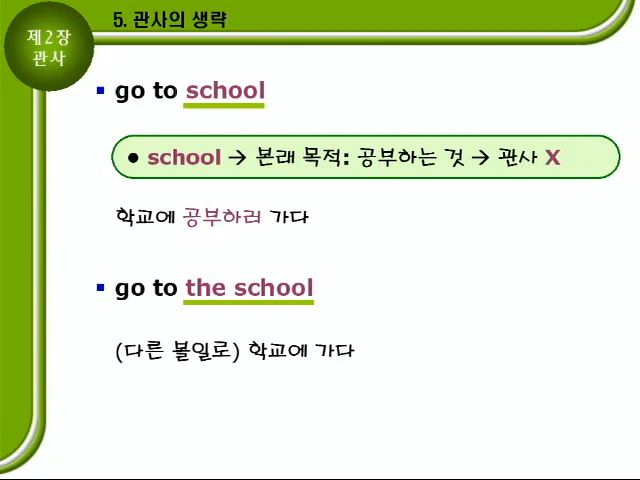 5. 관사의 생략
제2장
관사
go to school
school → 본래 목적: 공부하는 것 → 관사 X
학교에 공부하러 가다
go to the school
(다른 볼일로) 학교에 가다